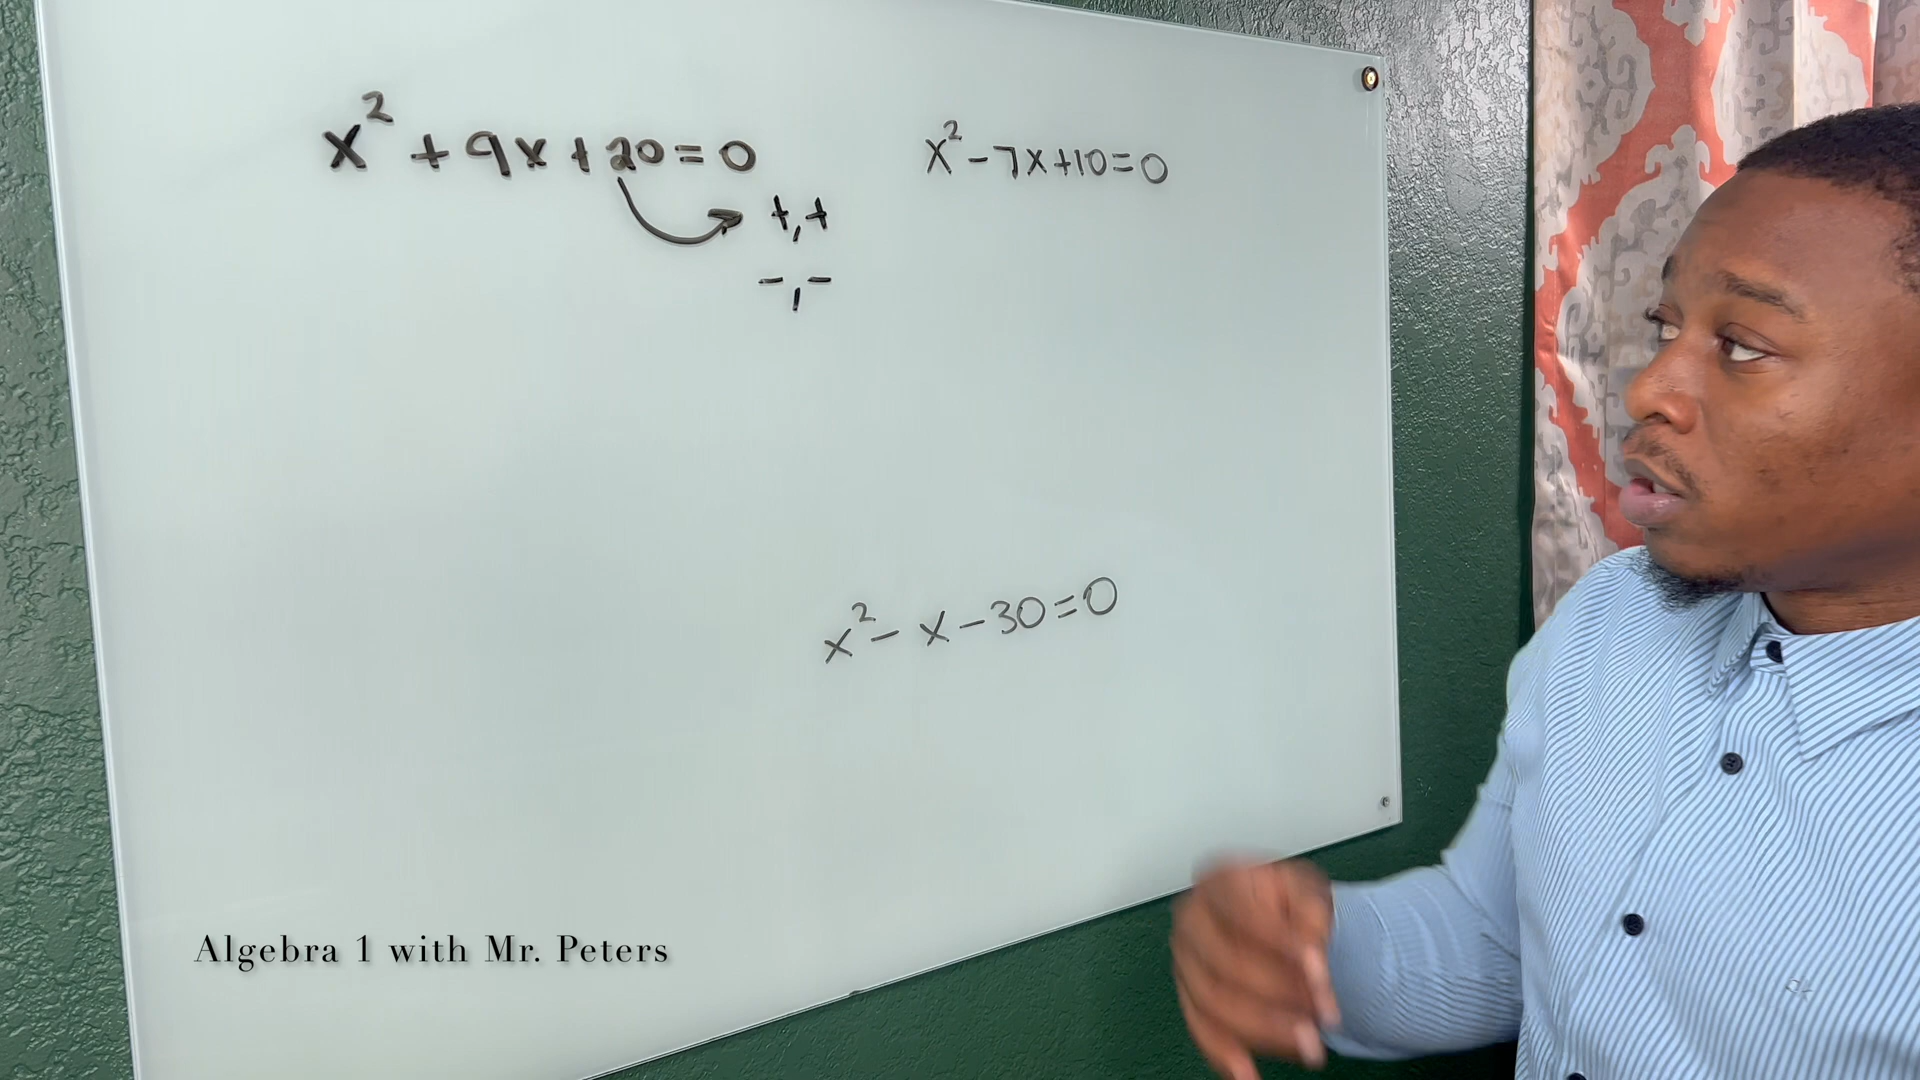 x²+9x+20=0
+,+
-,-
x²-7x+10=0
x²-x-30=0
Algebra 1 with Mr. Peters